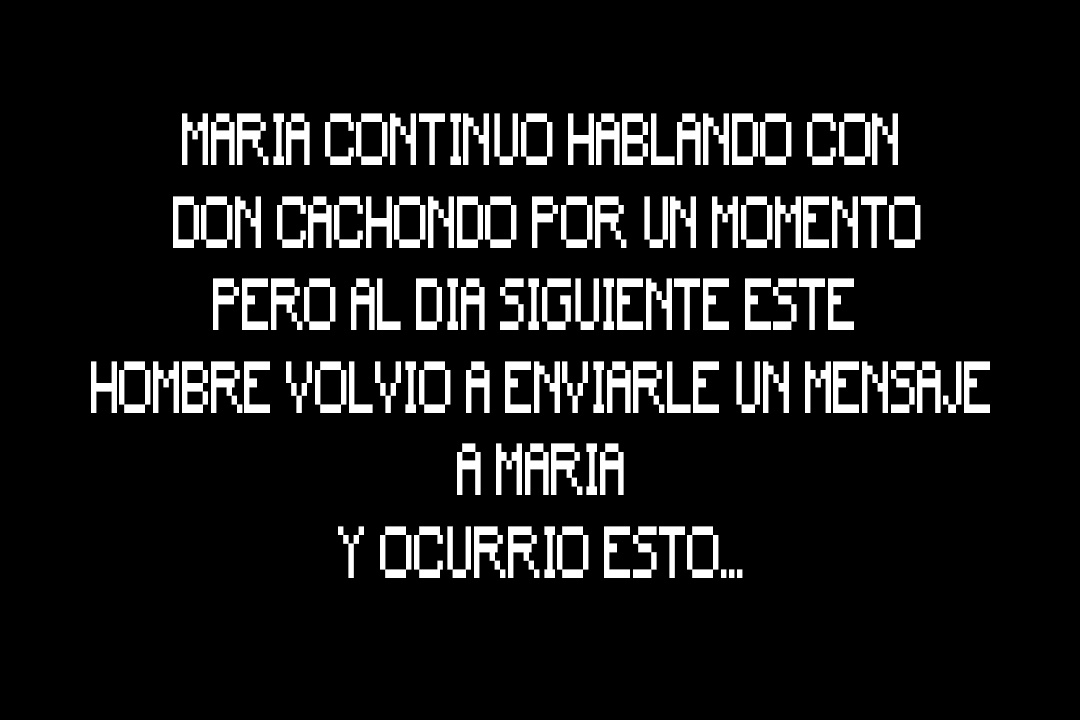 MARIA CONTINUO HABLANDO CON
DON CACHONDO POR UN MOMENTO
PERO AL DIA SIGUIENTE ESTE
HOMBRE VOLVIO A ENVIARLE UN MENSAJE
A MARIA
Y OCURRIO ESTO...